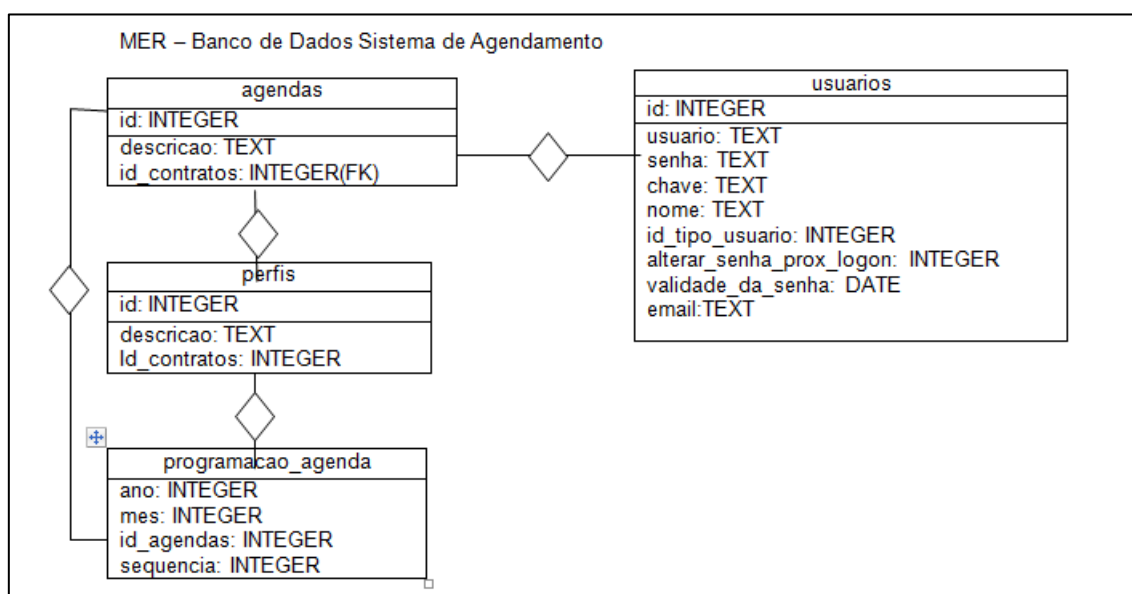 MER – Banco de Dados Sistema de Agendamento
agendas
id: INTEGER
descricao: TEXT
id_contratos: INTEGER(FK)
usuarios
id: INTEGER
usuario: TEXT
senha: TEXT
chave: TEXT
nome: TEXT
id_tipo_usuario: INTEGER
alterar_senha_prox_logon: INTEGER
validade_da_senha: DATE
email:TEXT
perfis
id: INTEGER
descricao: TEXT
Id_contratos: INTEGER
programacao_agenda
ano: INTEGER
mes: INTEGER
id_agendas: INTEGER
sequencia: INTEGER